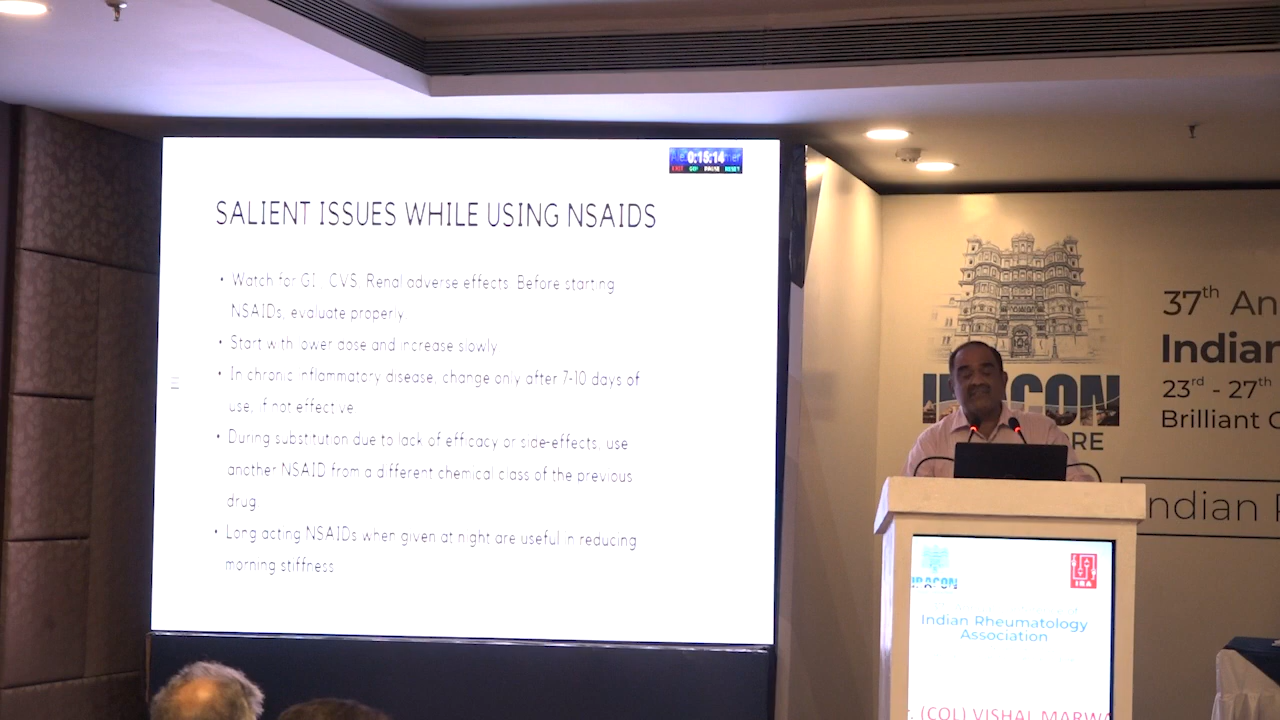 0:15:14
EXIT GO! PAUSE RESET
SALIENT ISSUES WHILE USING NSAIDS
• Watch for GI, CVS, Renal adverse effects. Before starting
NSAIDs, evaluate properly
• Start with lower dose and increase slowly
• In chronic inflammatory disease, change only after 7-10 days of
use, if not effective
• During substitution due to lack of efficacy or side-effects, use
another NSAID from a different chemical class of the previous
drug
• Long acting NSAIDs when given at night are useful in reducing
morning stiffness
37th An
Indian
23rd - 27th
Brilliant C
ndian
IRACON
IRA
Indian Rheumatology
Association
(COL) VISHAL MARWA